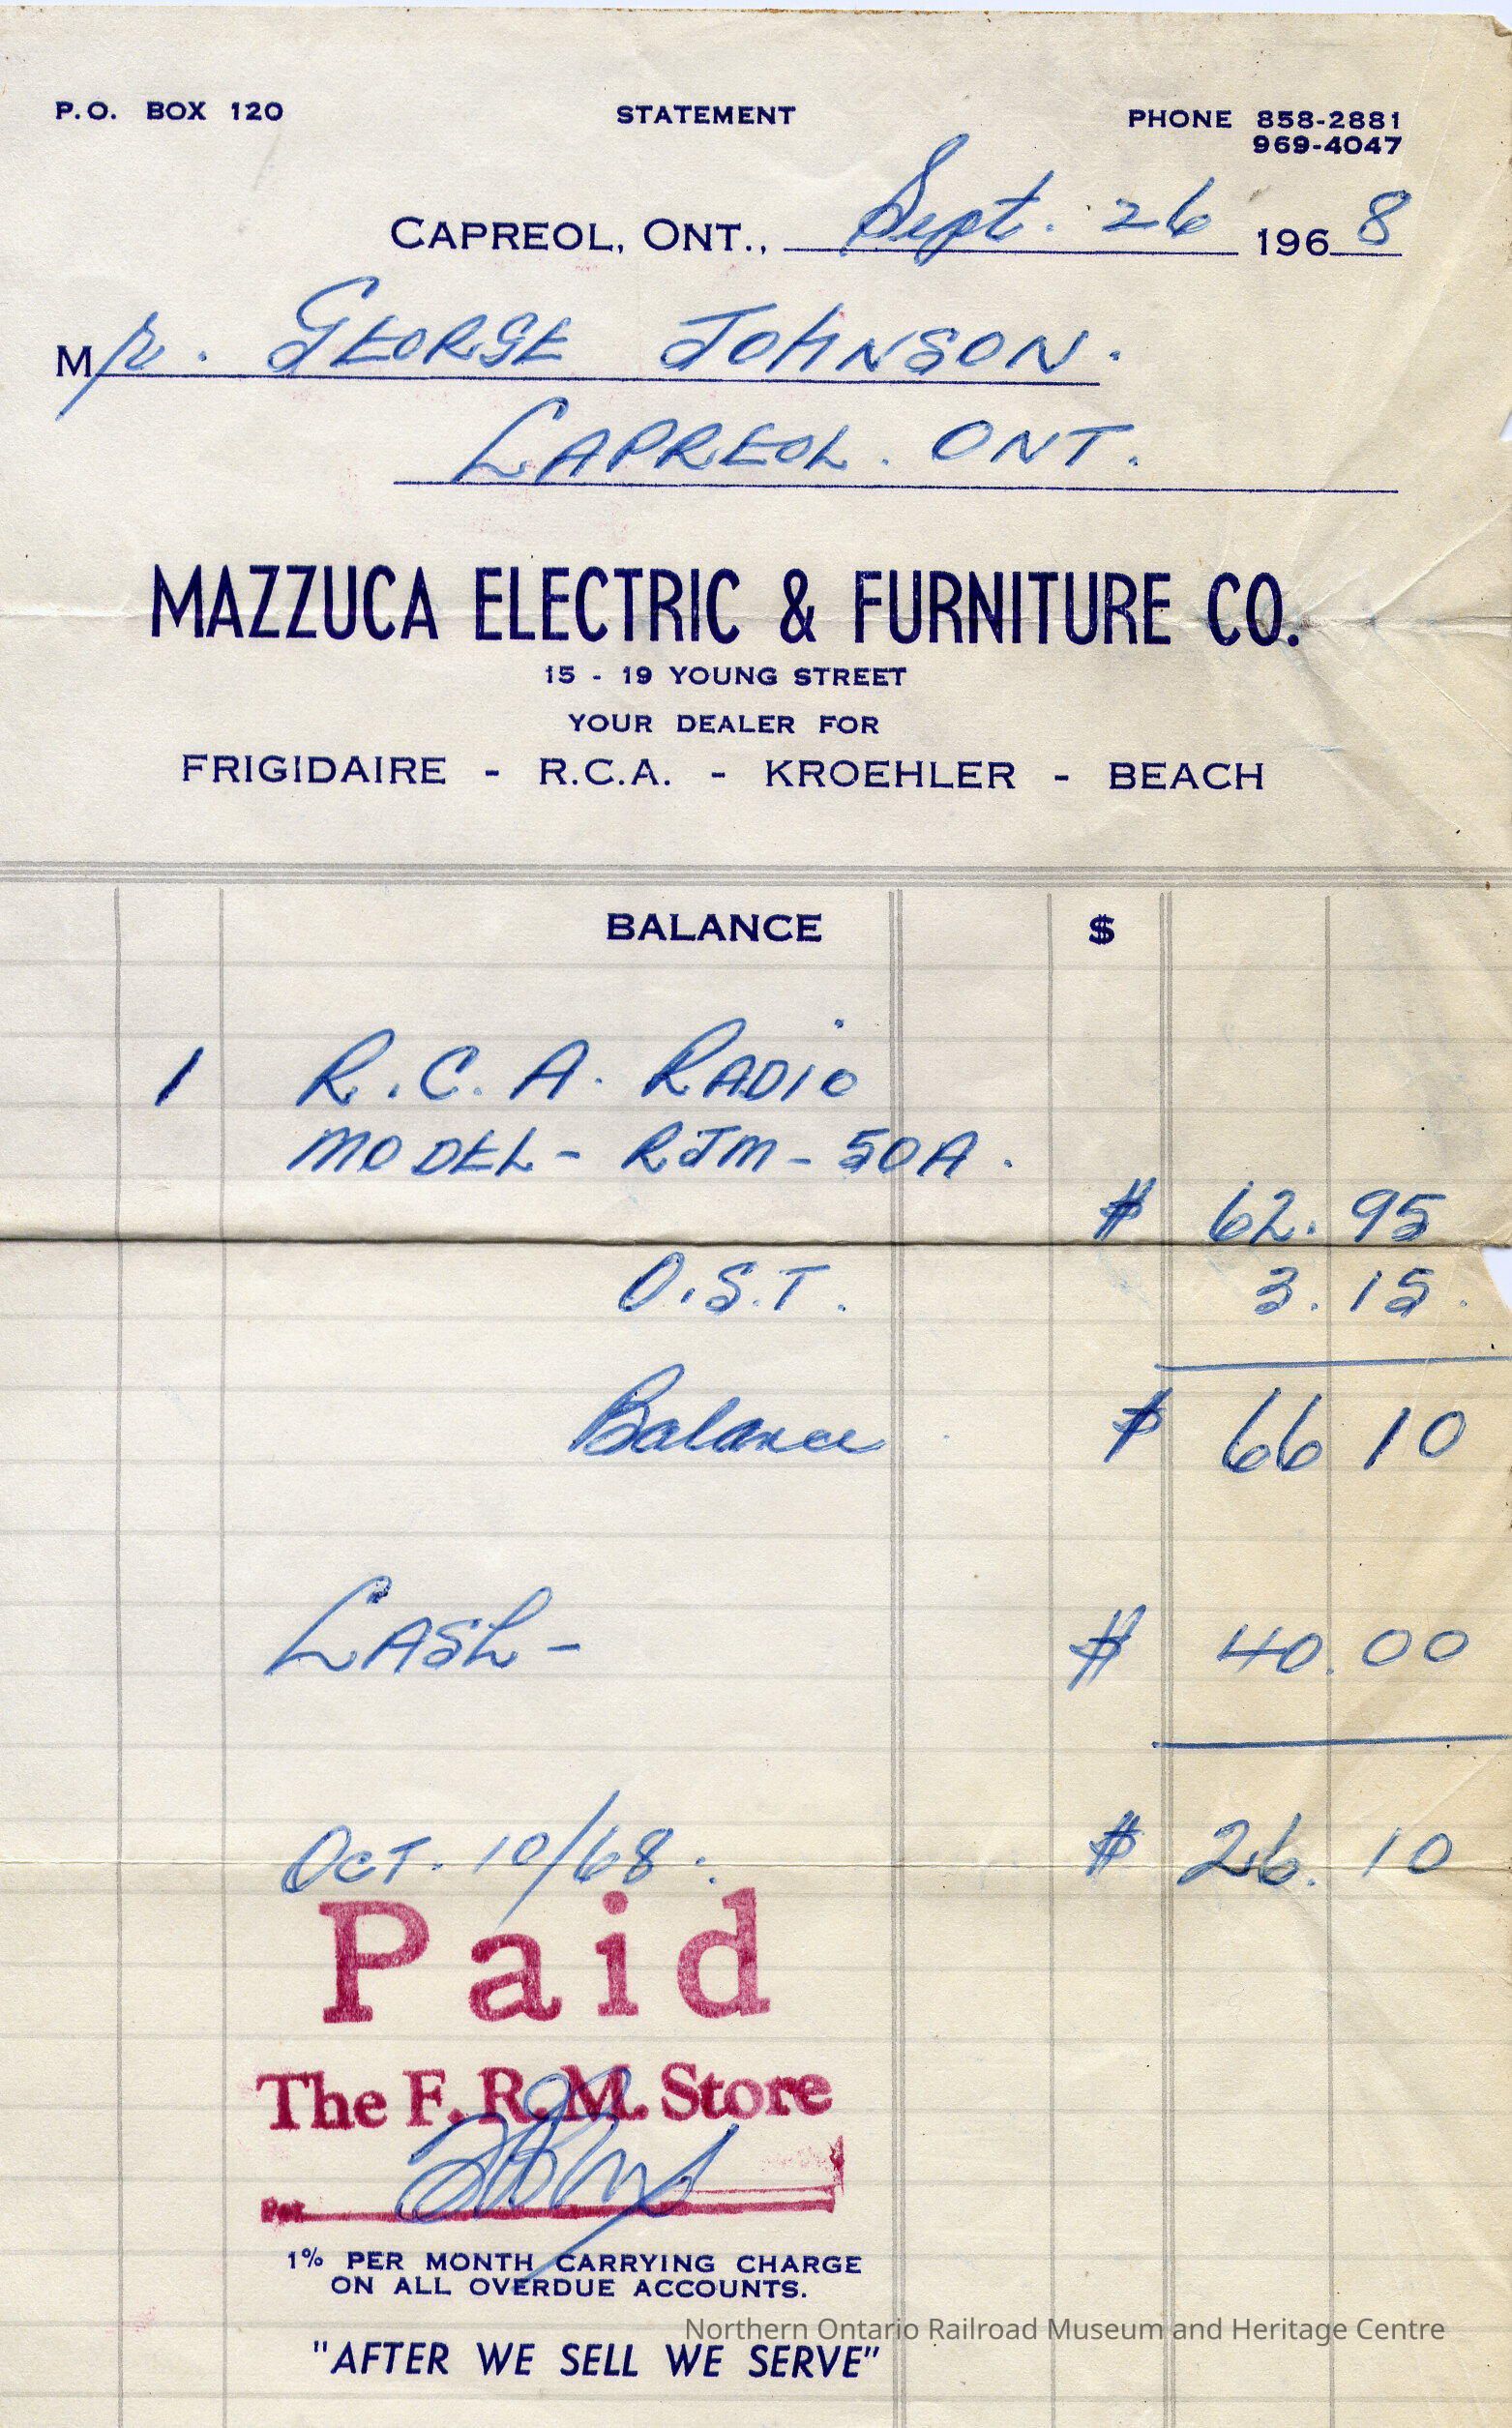 P.O. BOX 120 STATEMENT PHONE 858-2881
969-4047
CAPREOL, ONT., Sept. 26 1968
Mr. GEORGE JOHNSON.
CAPREOL. ONT.
MAZZUCA ELECTRIC & FURNITURE CO.
15 - 19 YOUNG STREET
YOUR DEALER FOR
FRIGIDAIRE - R.C.A. - KROEHLER - BEACH
BALANCE $
1 R.C.A. RADIO
MODEL - RJM - 50A.
$ 62.95
O.S.T. 3.15
Balance $ 66 10
CASH - $ 40.00
OCT. 10/68. $ 26.10
Paid
The F.R.M. Store
Per
1% PER MONTH CARRYING CHARGE
ON ALL OVERDUE ACCOUNTS.
Northern Ontario Railroad Museum and Heritage Centre
"AFTER WE SELL WE SERVE"